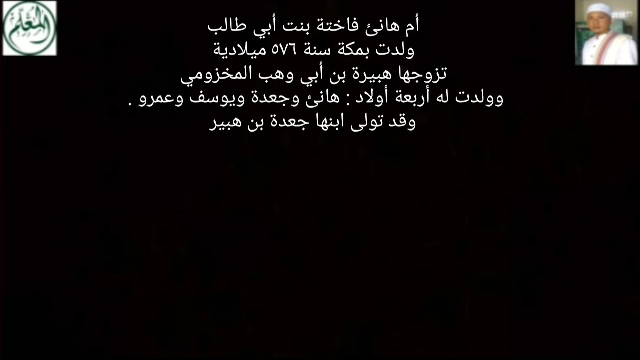 المعلم
أم هانئ فاختة بنت أبي طالب
ولدت بمكة سنة ٥٧٦ ميلادية
تزوجها هبيرة بن أبي وهب المخزومي
وولدت له أربعة أولاد : هانئ وجعدة ويوسف وعمرو .
وقد تولى ابنها جعدة بن هبير